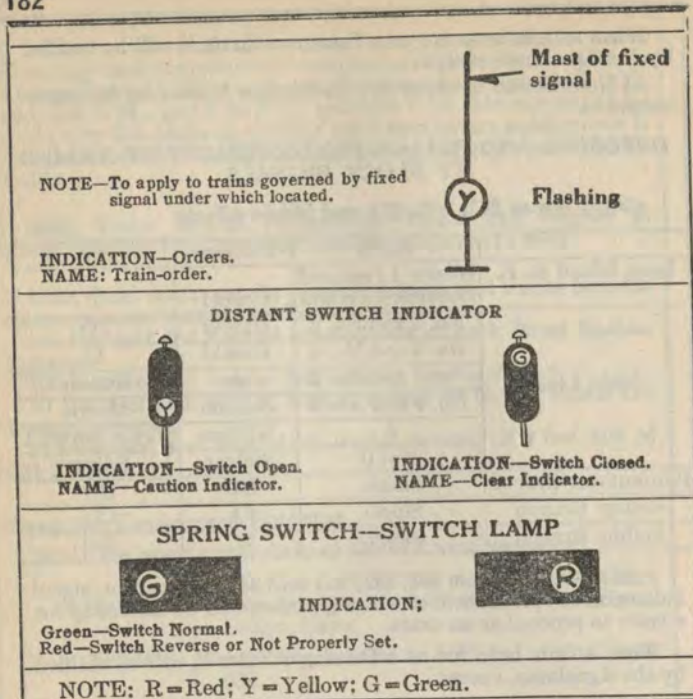 182
Mast of fixed
signal
NOTE—To apply to trains governed by fixed
signal under which located.
Y
Flashing
INDICATION—Orders.
NAME: Train-order.
DISTANT SWITCH INDICATOR
Y
G
INDICATION—Switch Open.
NAME—Caution Indicator.
INDICATION—Switch Closed.
NAME—Clear Indicator.
SPRING SWITCH—SWITCH LAMP
G
R
INDICATION;
Green—Switch Normal.
Red—Switch Reverse or Not Properly Set.
NOTE: R=Red; Y=Yellow; G=Green.